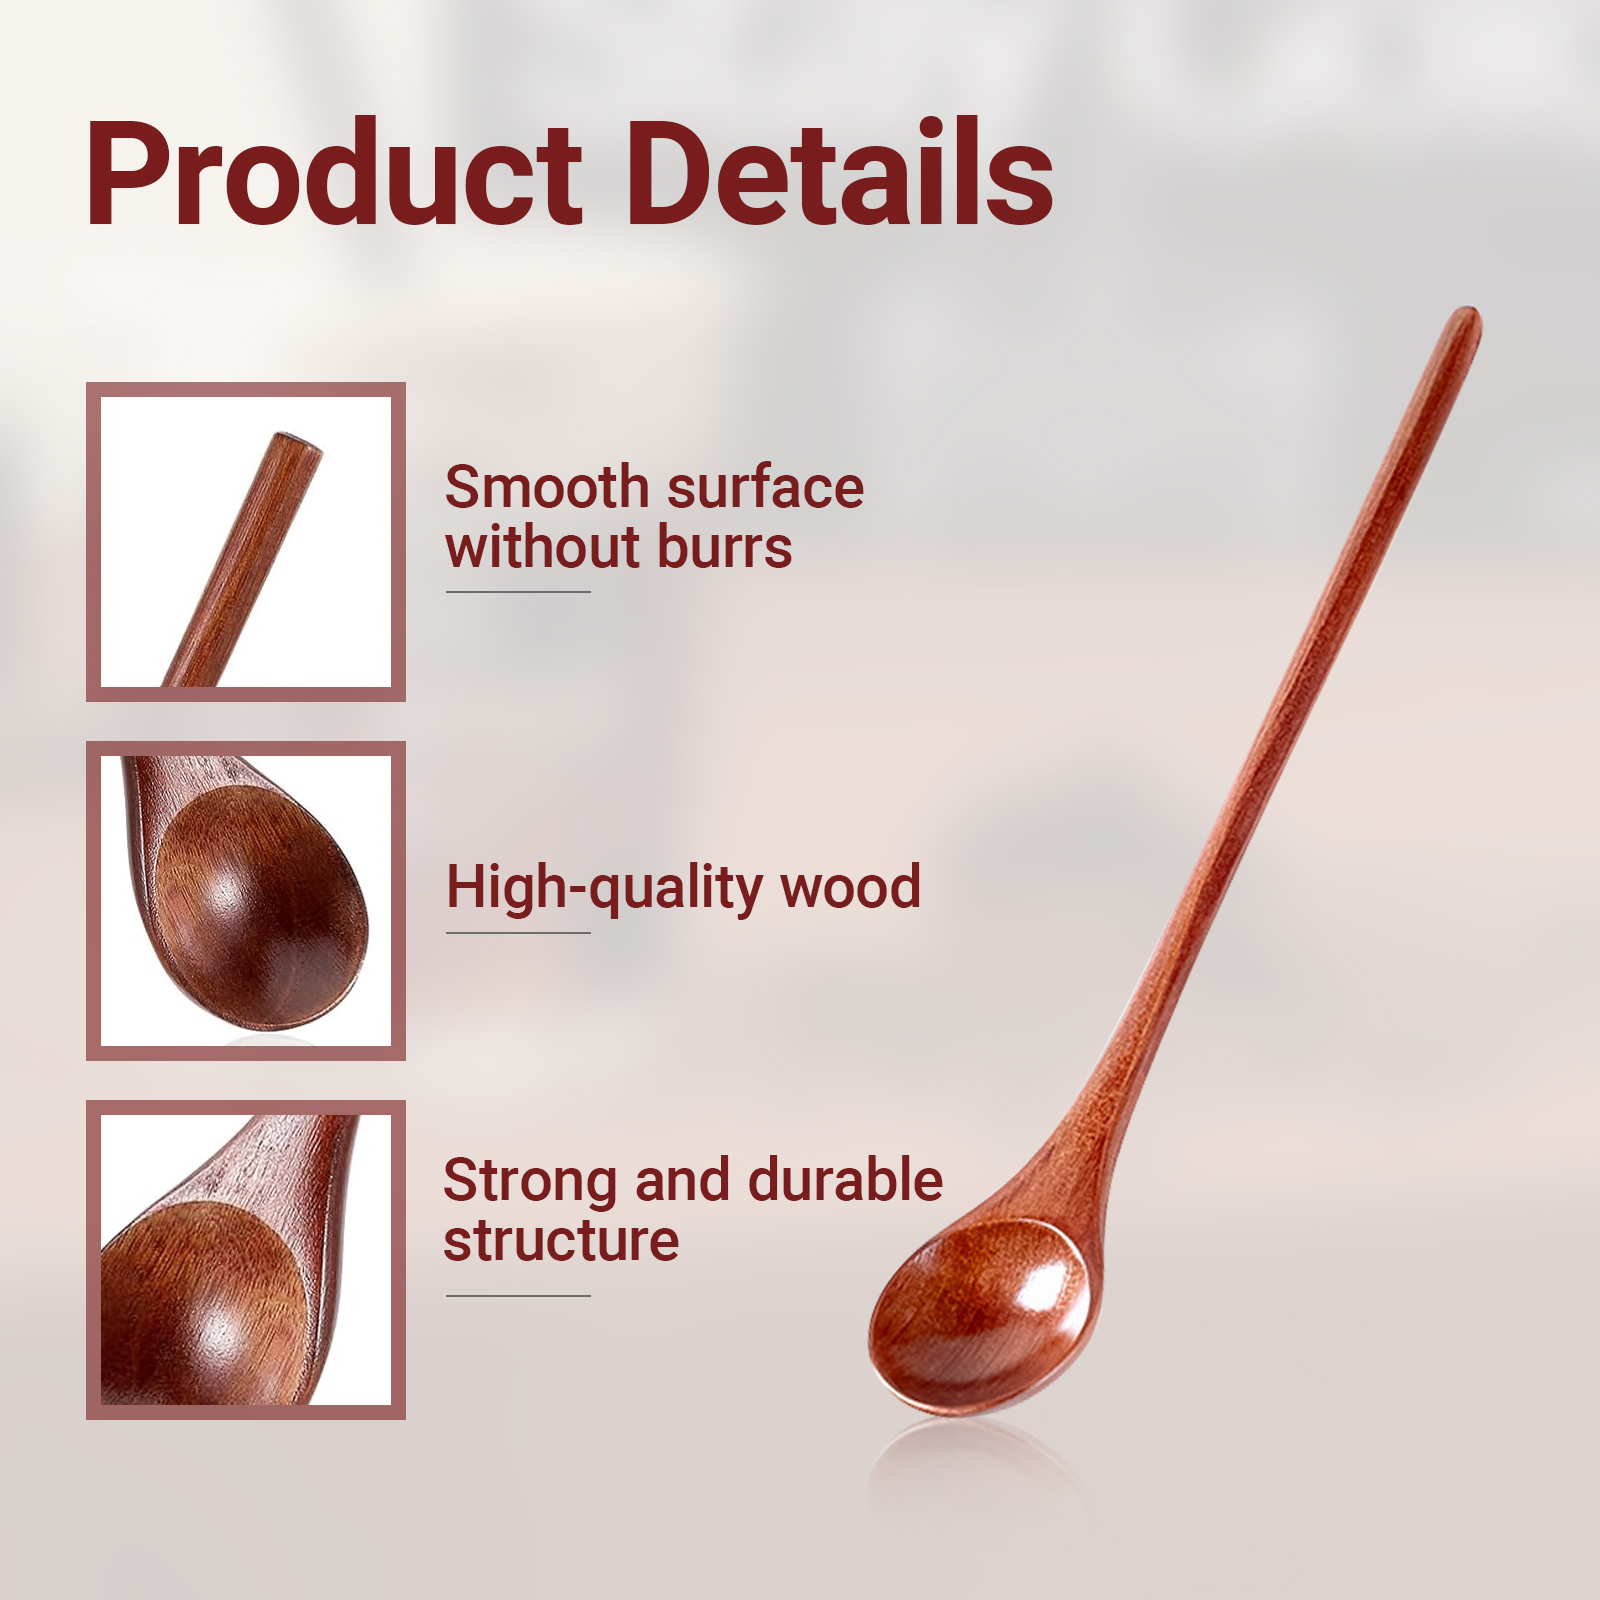 Product Details
Smooth surface
without burrs
High-quality wood
Strong and durable
structure